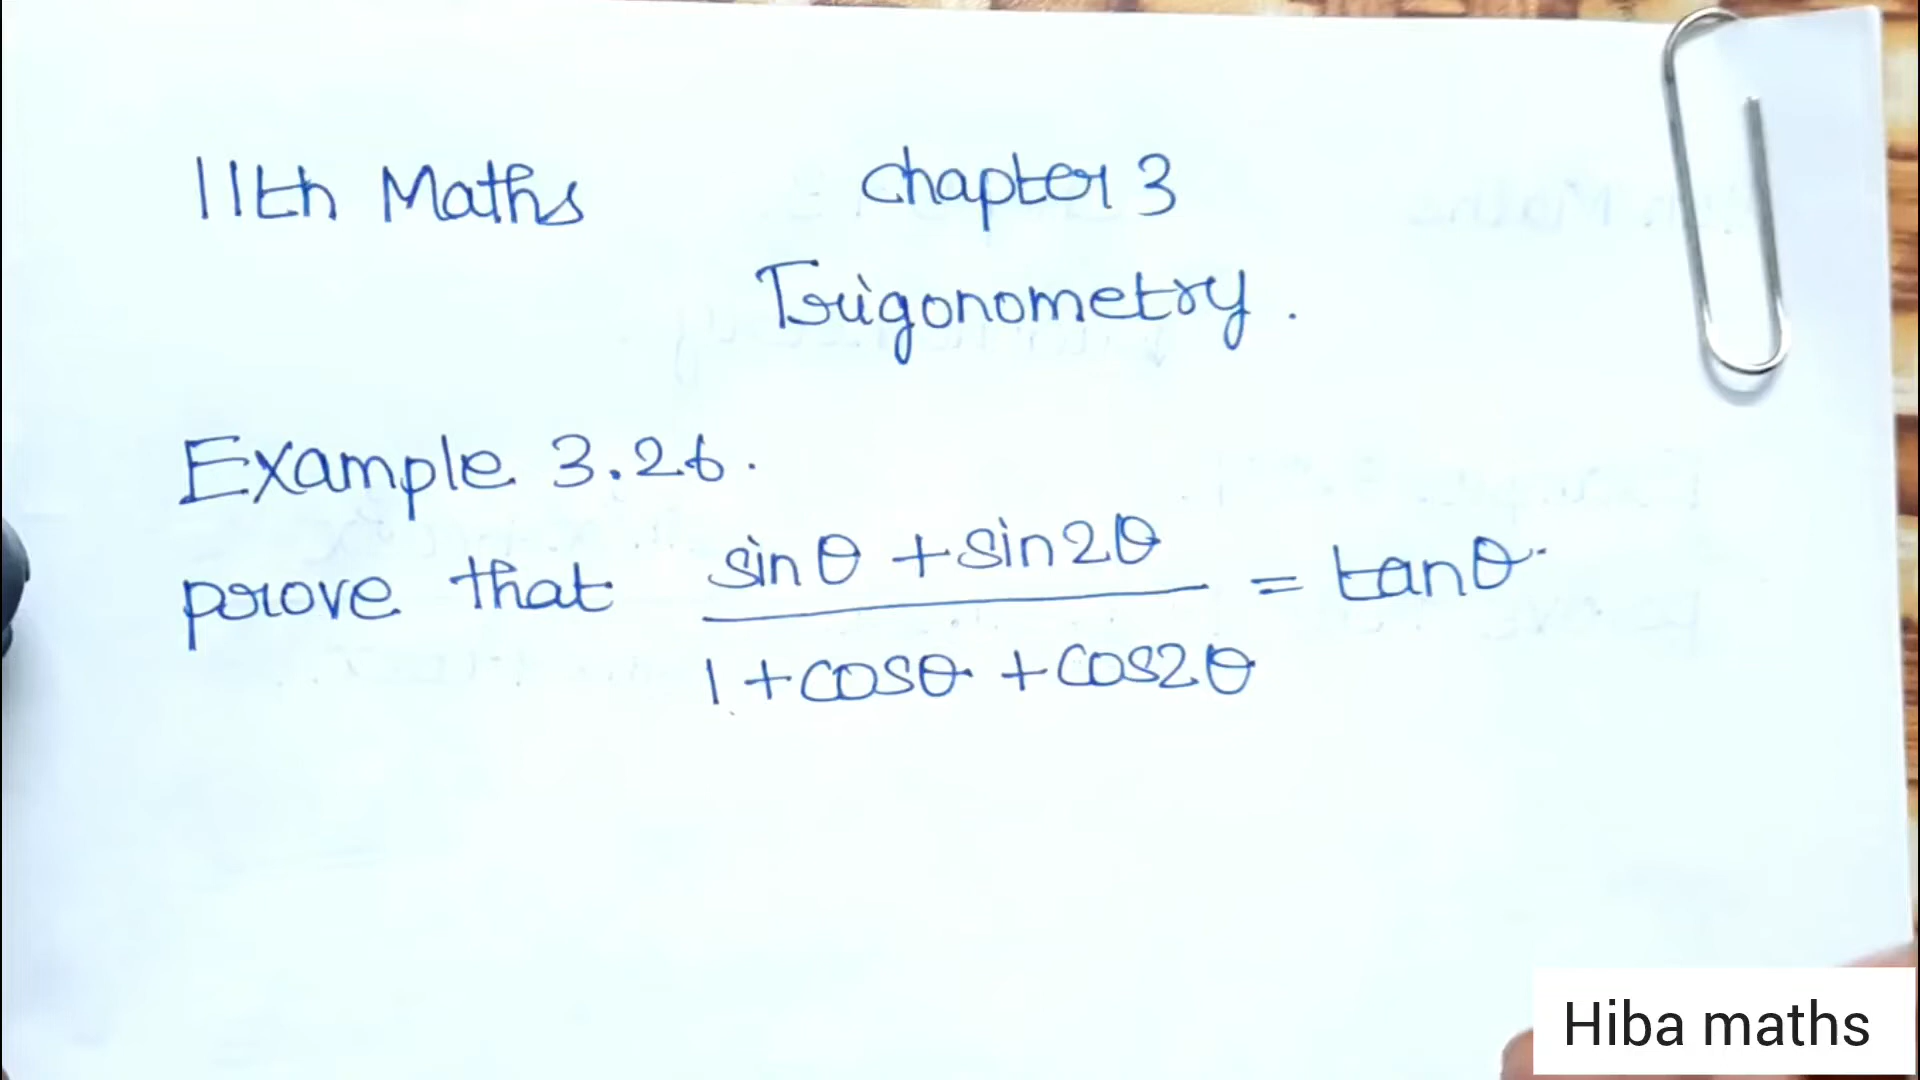 11th Maths chapter 3
Trigonometry.
Example 3.26.
prove that sinθ + sin2θ / 1 + cosθ + cos2θ = tanθ.
Hiba maths